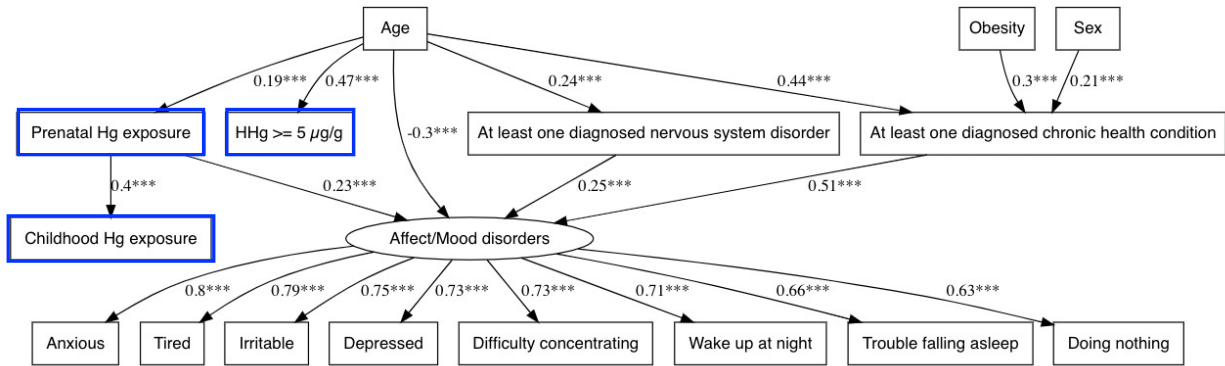 Age
Obesity
Sex
0.19***
0.47***
0.24***
0.44***
0.3***
0.21***
Prenatal Hg exposure
HHg >= 5 µg/g
-0.3***
At least one diagnosed nervous system disorder
At least one diagnosed chronic health condition
0.4***
0.23***
0.25***
0.51***
Childhood Hg exposure
Affect/Mood disorders
0.8***
0.79***
0.75***
0.73***
0.73***
0.71***
0.66***
0.63***
Anxious
Tired
Irritable
Depressed
Difficulty concentrating
Wake up at night
Trouble falling asleep
Doing nothing